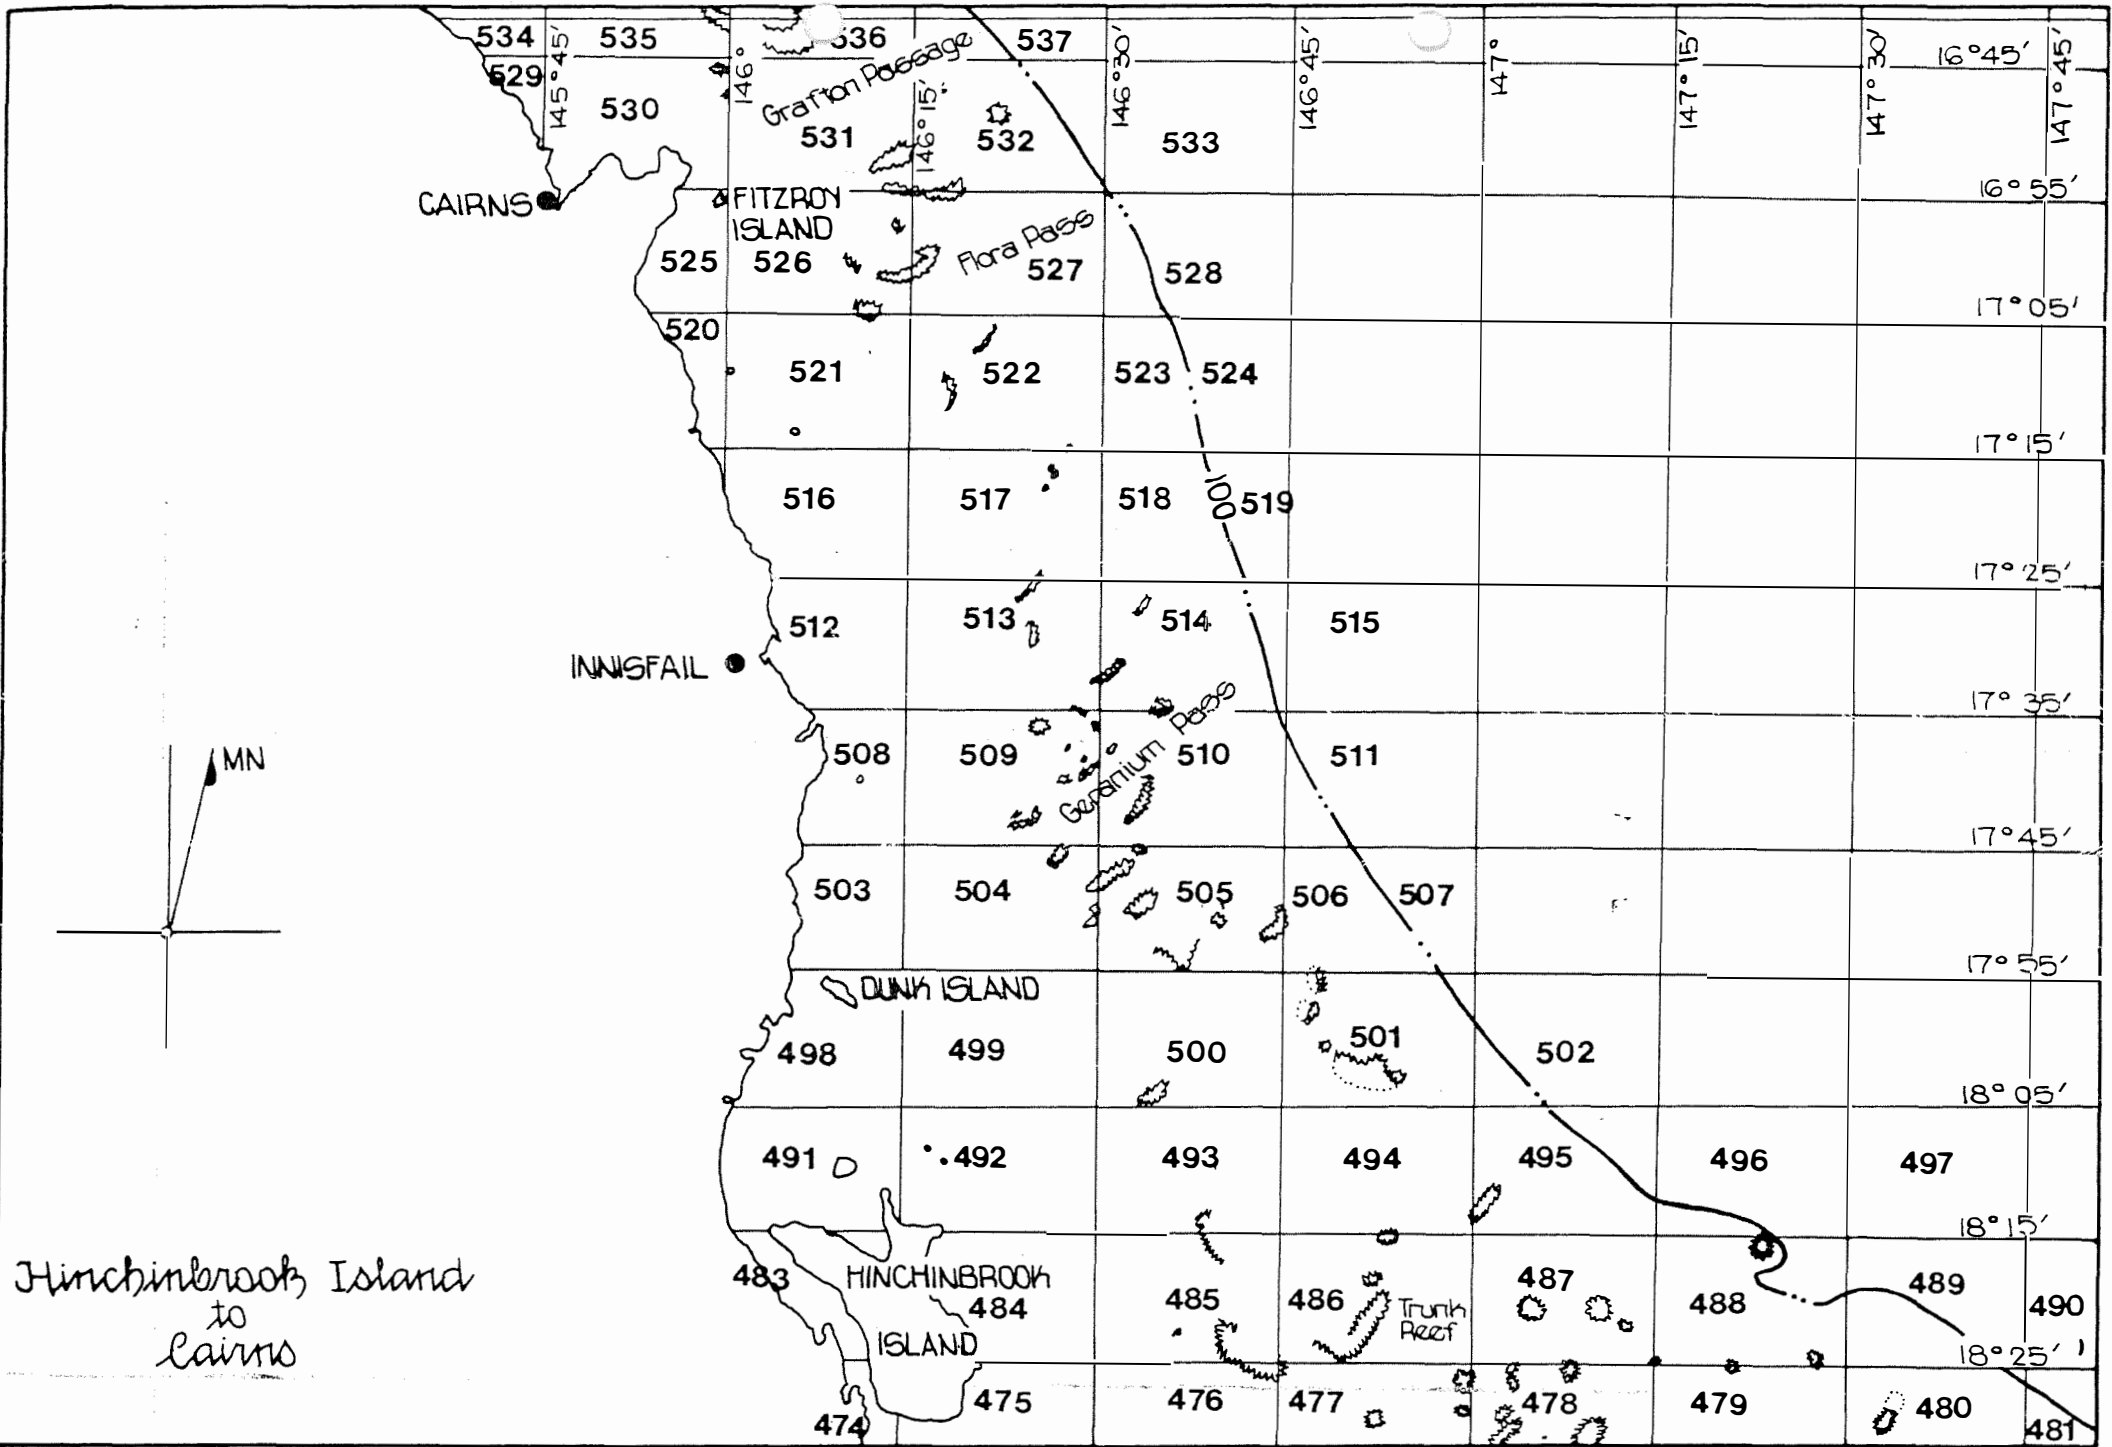 534 535 536 537
529 530
145°45′ 146° 146°15′ 146°30′ 146°45′ 147° 147°15′ 147°30′ 147°45′
16°45′
Grafton Passage
531 532 533
CAIRNS
FITZROY
ISLAND
16°55′
Flora Pass
525 526 527 528
17°05′
520 521 522 523 524
17°15′
516 517 518 100 519
17°25′
512 513 514 515
INNISFAIL
17°35′
Geranium Pass
508 509 510 511
MN
17°45′
503 504 505 506 507
17°55′
DUNK ISLAND
498 499 500 501 502
18°05′
491 492 493 494 495 496 497
18°15′
483 HINCHINBROOK
ISLAND
484 485 486 487 488 489 490
Trunk
Reef
18°25′
474 475 476 477 478 479 480 481
Hinchinbrook Island
to
Cairns